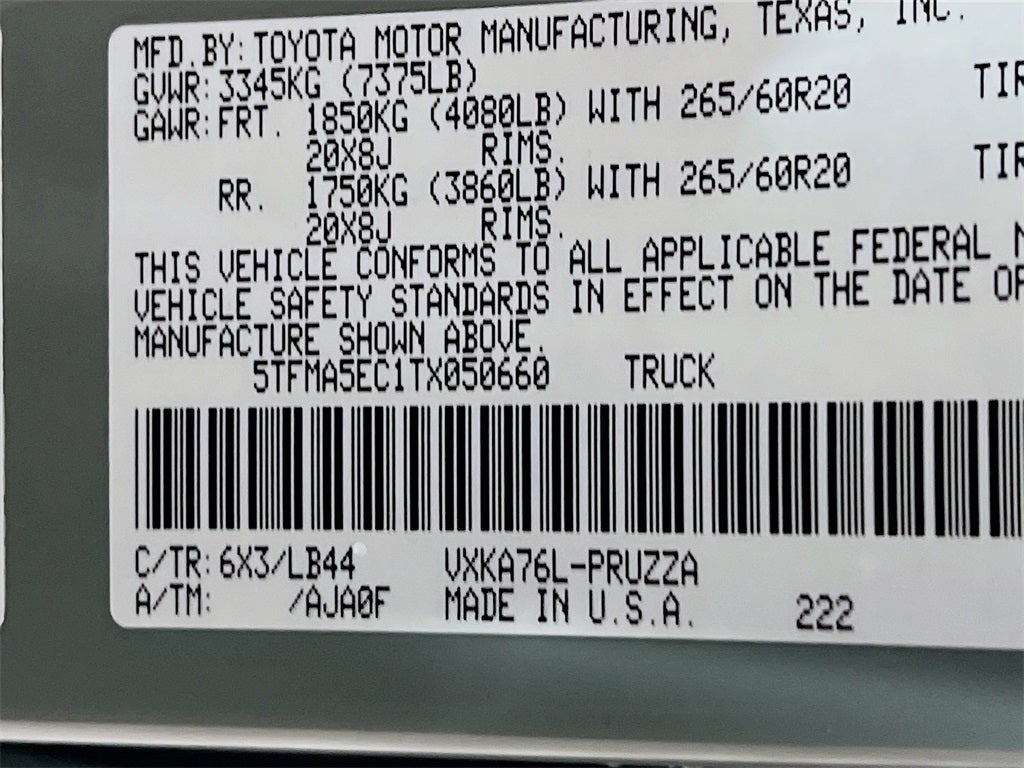 MFD.BY: TOYOTA MOTOR MANUFACTURING, TEXAS, INC.
GVWR: 3345KG (7375LB)
GAWR: FRT. 1850KG (4080LB) WITH 265/60R20 TIR
20X8J RIMS.
RR. 1750KG (3860LB) WITH 265/60R20 TIR
20X8J RIMS.
THIS VEHICLE CONFORMS TO ALL APPLICABLE FEDERAL M
VEHICLE SAFETY STANDARDS IN EFFECT ON THE DATE OF
MANUFACTURE SHOWN ABOVE.
5TFMA5EC1TX050660 TRUCK
C/TR: 6X3/LB44 VXKA76L-PRUZZA
A/TM: /AJA0F MADE IN U.S.A. 222